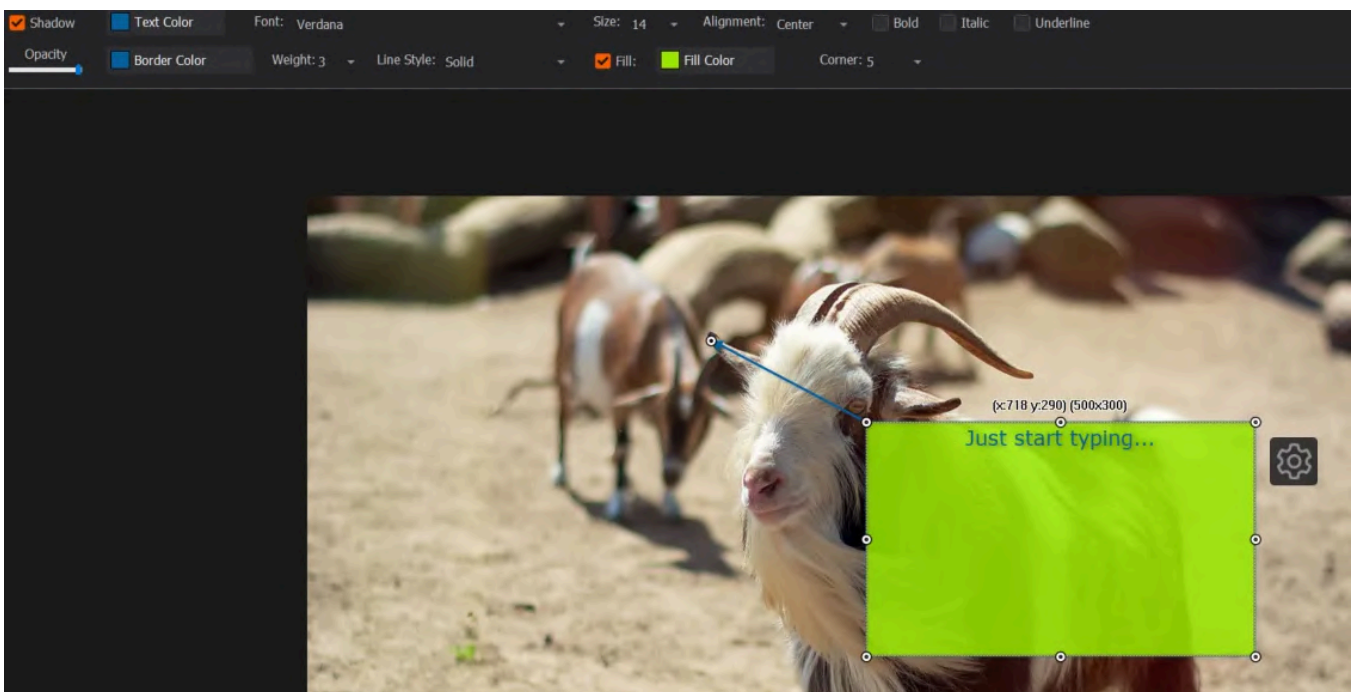 Shadow Text Color Font: Verdana Size: 14 Alignment: Center Bold Italic Underline
Opacity Border Color Weight: 3 Line Style: Solid Fill: Fill Color Corner: 5
(x:718 y:290) (500x300)
Just start typing...